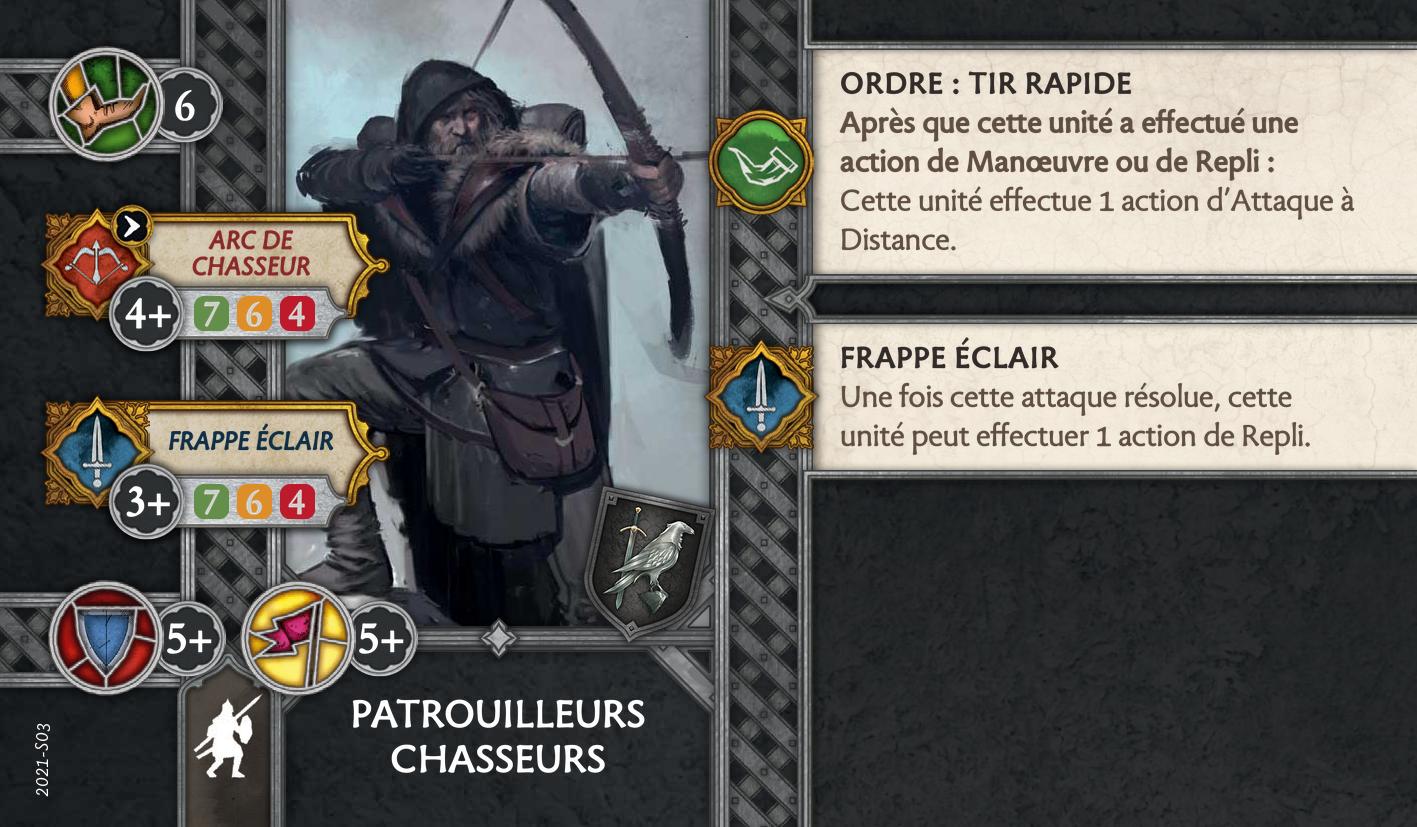 6
ARC DE
CHASSEUR
4+ 7 6 4
FRAPPE ÉCLAIR
3+ 7 6 4
5+ 5+
PATROUILLEURS
CHASSEURS
2021-S03
ORDRE : TIR RAPIDE
Après que cette unité a effectué une
action de Manœuvre ou de Repli :
Cette unité effectue 1 action d’Attaque à
Distance.
FRAPPE ÉCLAIR
Une fois cette attaque résolue, cette
unité peut effectuer 1 action de Repli.